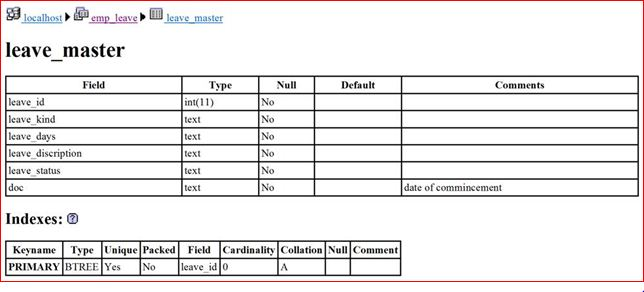 localhost ▶ emp_leave ▶ leave_master
leave_master
Field Type Null Default Comments
leave_id int(11) No
leave_kind text No
leave_days text No
leave_discription text No
leave_status text No
doc text No date of commincement
Indexes: ?
Keyname Type Unique Packed Field Cardinality Collation Null Comment
PRIMARY BTREE Yes No leave_id 0 A